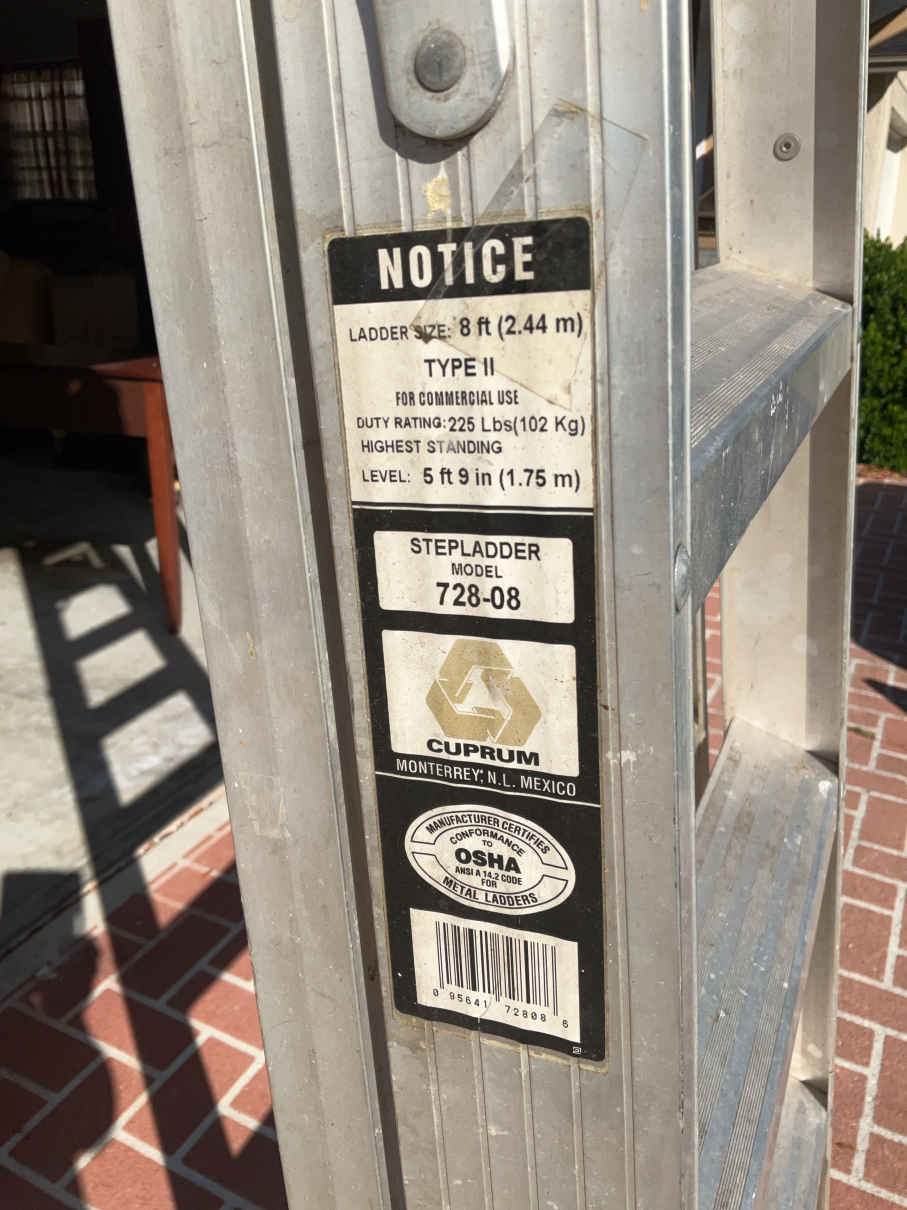 NOTICE
LADDER SIZE: 8 ft (2.44 m)
TYPE II
FOR COMMERCIAL USE
DUTY RATING: 225 Lbs(102 Kg)
HIGHEST STANDING
LEVEL: 5 ft 9 in (1.75 m)
STEPLADDER
MODEL
728-08
CUPRUM
MONTERREY, N.L. MEXICO
MANUFACTURER CERTIFIES
CONFORMANCE
TO
OSHA
ANSI A 14.2 CODE
FOR
METAL LADDERS
0 95641 72808 6